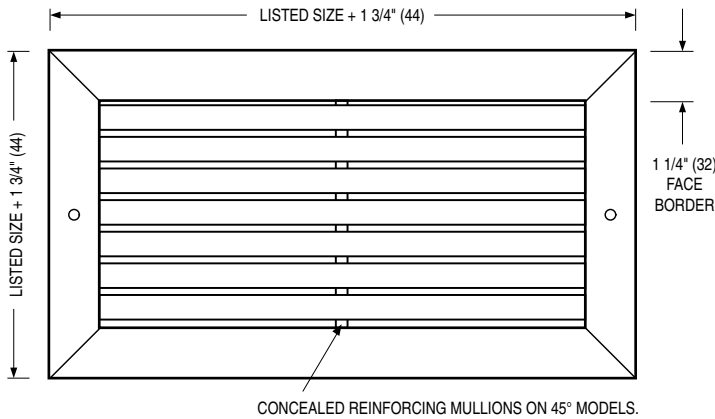 LISTED SIZE + 1 3/4" (44)
LISTED SIZE + 1 3/4" (44)
1 1/4" (32)
FACE
BORDER
CONCEALED REINFORCING MULLIONS ON 45° MODELS.